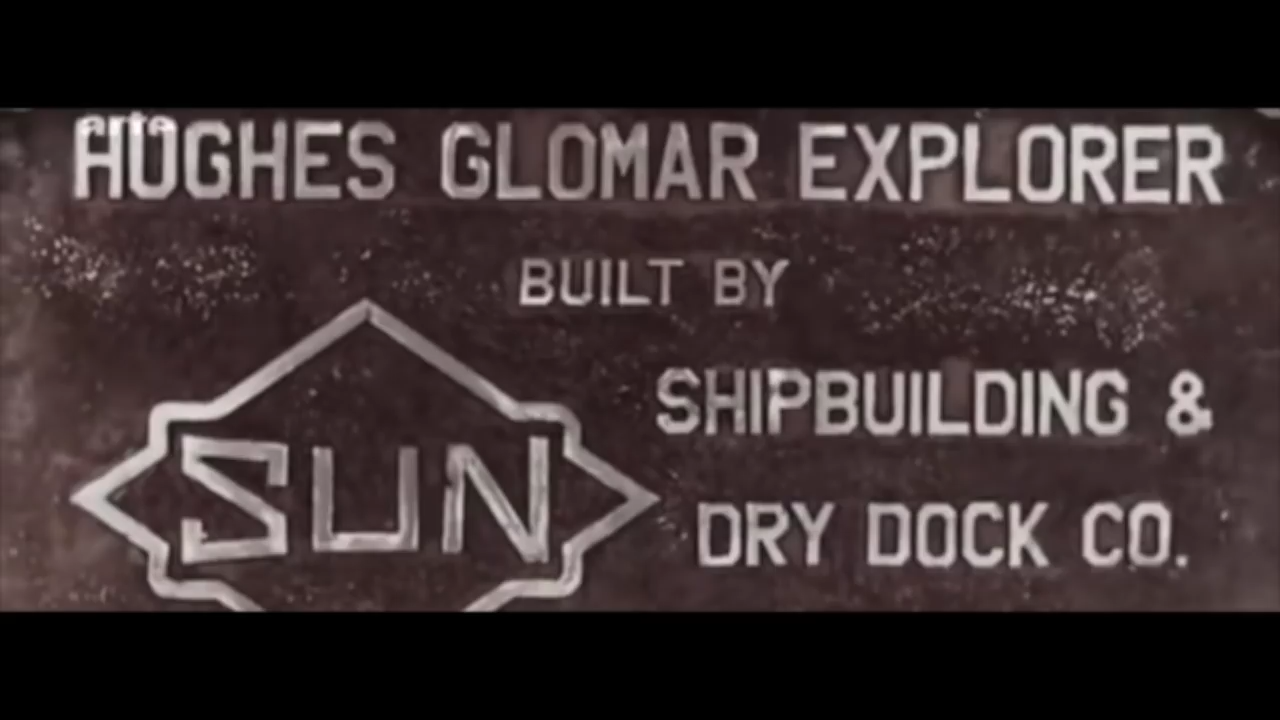 arte
HUGHES GLOMAR EXPLORER
BUILT BY
SUN
SHIPBUILDING &
DRY DOCK CO.